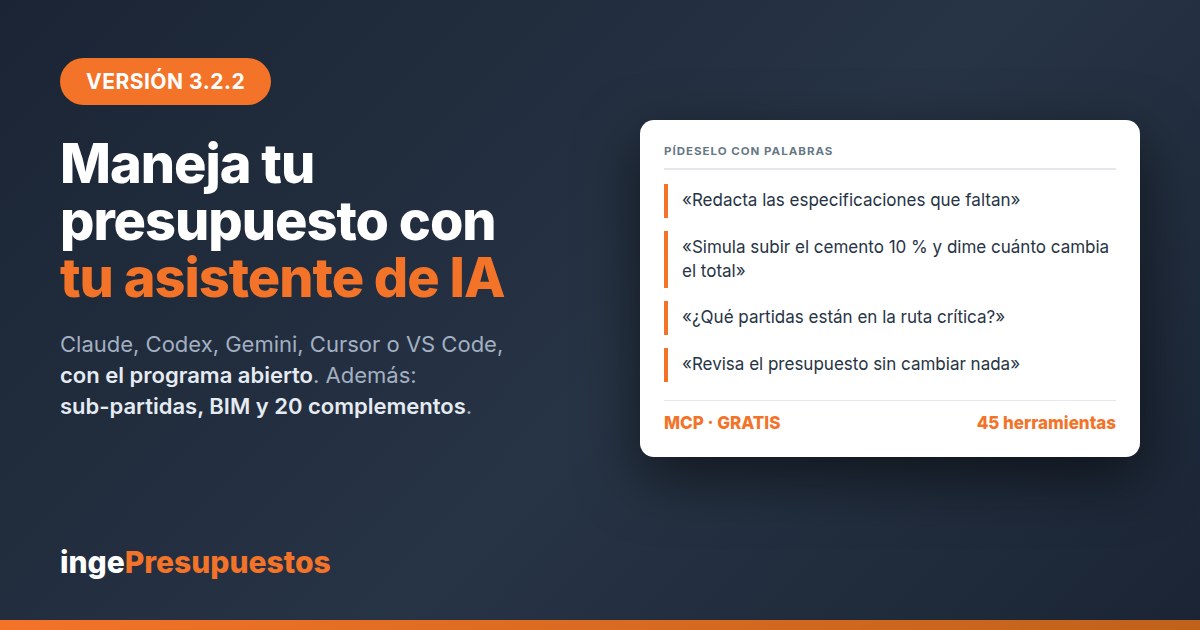 VERSIÓN 3.2.2
Maneja tu
presupuesto con
tu asistente de IA
Claude, Codex, Gemini, Cursor o VS Code,
con el programa abierto. Además:
sub-partidas, BIM y 20 complementos.
ingePresupuestos
PÍDESELO CON PALABRAS
«Redacta las especificaciones que faltan»
«Simula subir el cemento 10 % y dime cuánto cambia
el total»
«¿Qué partidas están en la ruta crítica?»
«Revisa el presupuesto sin cambiar nada»
MCP · GRATIS
45 herramientas